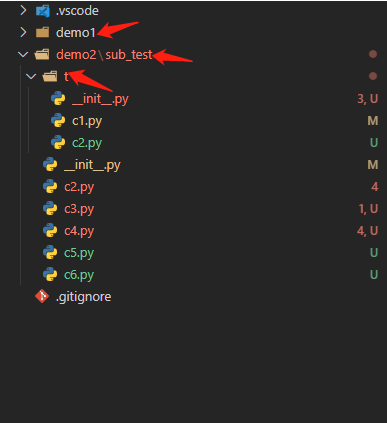 .vscode
demo1
demo2\sub_test
t
__init__.py 3, U
c1.py M
c2.py U
__init__.py M
c2.py 4
c3.py 1, U
c4.py 4, U
c5.py U
c6.py U
.gitignore